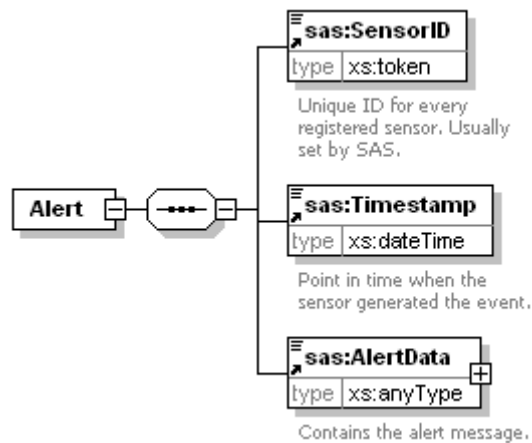 sas:SensorID
type xs:token
Unique ID for every
registered sensor. Usually
set by SAS.
Alert
sas:Timestamp
type xs:dateTime
Point in time when the
sensor generated the event.
sas:AlertData
type xs:anyType
Contains the alert message.